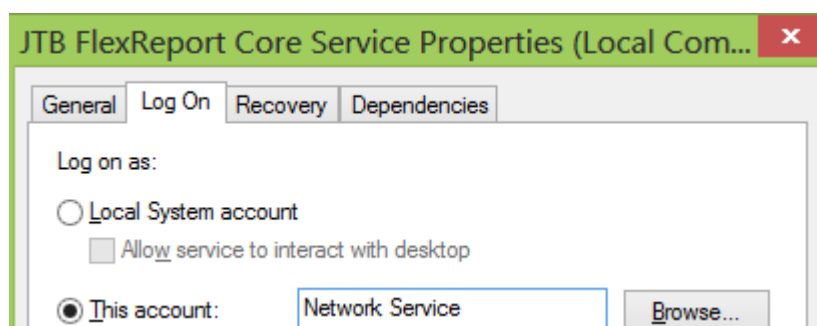 JTB FlexReport Core Service Properties (Local Com...
General Log On Recovery Dependencies
Log on as:
Local System account
Allow service to interact with desktop
This account: Network Service Browse...